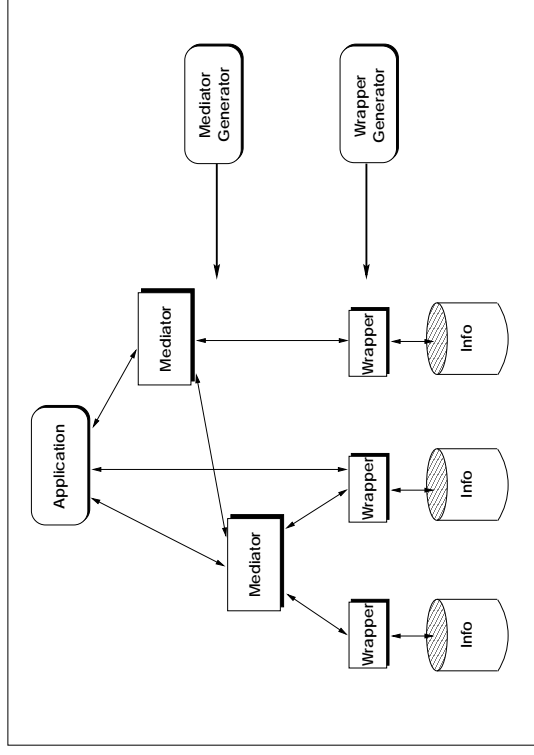 Application
Mediator
Mediator
Mediator
Generator
Wrapper
Wrapper
Wrapper
Wrapper
Generator
Info
Info
Info